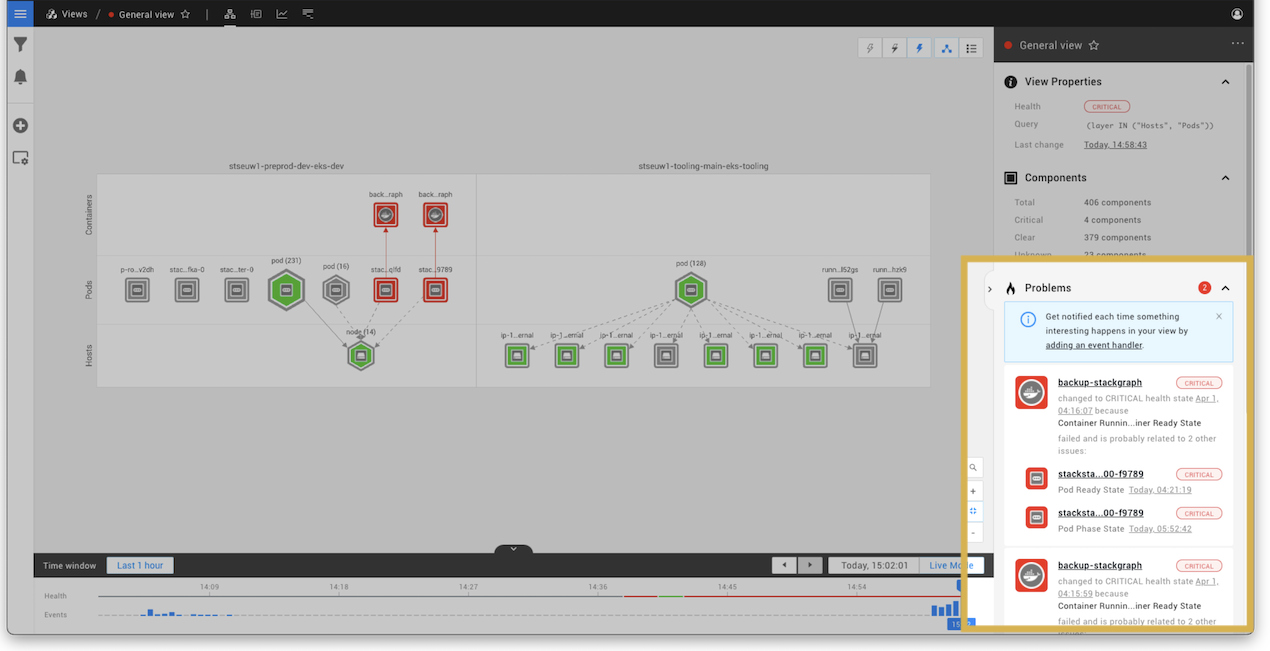 Views / General view
General view
View Properties
Health CRITICAL
Query (layer IN ("Hosts", "Pods"))
Last change Today, 14:58:43
Components
Total 406 components
Critical 4 components
Clear 379 components
Unknown 23 components
stseuw1-preprod-dev-eks-dev stseuw1-tooling-main-eks-tooling
Containers
back...raph back...raph
Pods
p-ro...v2dh stac...fka-0 stac...ter-0 pod (231) pod (16) stac...qlfd stac...9789 pod (128) runn...ll52gs runn...hzk9
Hosts
node (14) ip-1...ernal ip-1...ernal ip-1...ernal ip-1...ernal ip-1...ernal ip-1...ernal ip-1...ernal ip-1...ernal
Problems 2
Get notified each time something
interesting happens in your view by
adding an event handler.
backup-stackgraph CRITICAL
changed to CRITICAL health state Apr 1,
04:16:07 because
Container Runnin...iner Ready State
failed and is probably related to 2 other
issues:
stacksta...00-f9789 CRITICAL
Pod Ready State Today, 04:21:19
stacksta...00-f9789 CRITICAL
Pod Phase State Today, 05:52:42
backup-stackgraph CRITICAL
changed to CRITICAL health state Apr 1,
04:15:59 because
Container Runnin...iner Ready State
failed and is probably related to 2 other
issues:
Time window Last 1 hour Today, 15:02:01 Live Mode
14:09 14:18 14:27 14:36 14:45 14:54
Health
Events